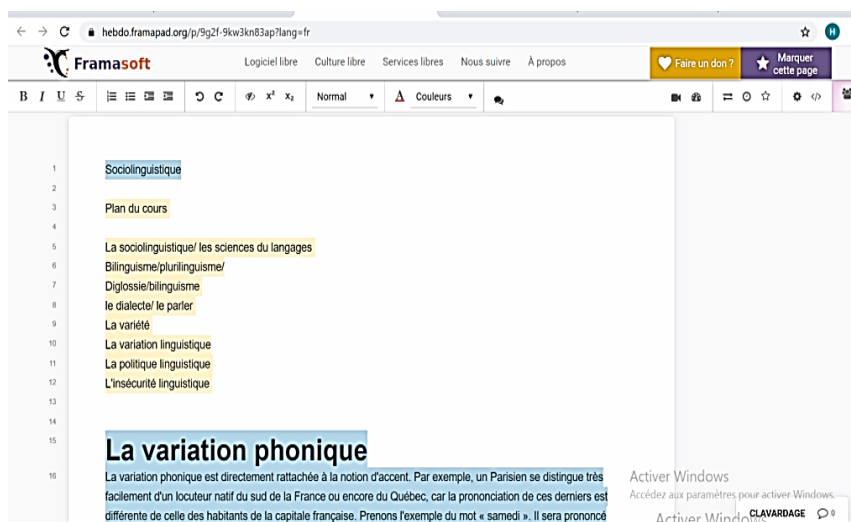 hebdo.framapad.org/p/9g2f-9kw3kn83ap?lang=fr
H
Framasoft
Logiciel libre Culture libre Services libres Nous suivre À propos
Faire un don ?
Marquer
cette page
B I U S Normal A Couleurs
1 Sociolinguistique
2
3 Plan du cours
4
5 La sociolinguistique/ les sciences du langages
6 Bilinguisme/plurilinguisme/
7 Diglossie/bilinguisme
8 le dialecte/ le parler
9 La variété
10 La variation linguistique
11 La politique linguistique
12 L'insécurité linguistique
13
14
15 La variation phonique
16 La variation phonique est directement rattachée à la notion d'accent. Par exemple, un Parisien se distingue très
facilement d'un locuteur natif du sud de la France ou encore du Québec, car la prononciation de ces derniers est
différente de celle des habitants de la capitale française. Prenons l'exemple du mot « samedi ». Il sera prononcé
Activer Windows
Accédez aux paramètres pour activer Windows.
Activer Windows
CLAVARDAGE 0